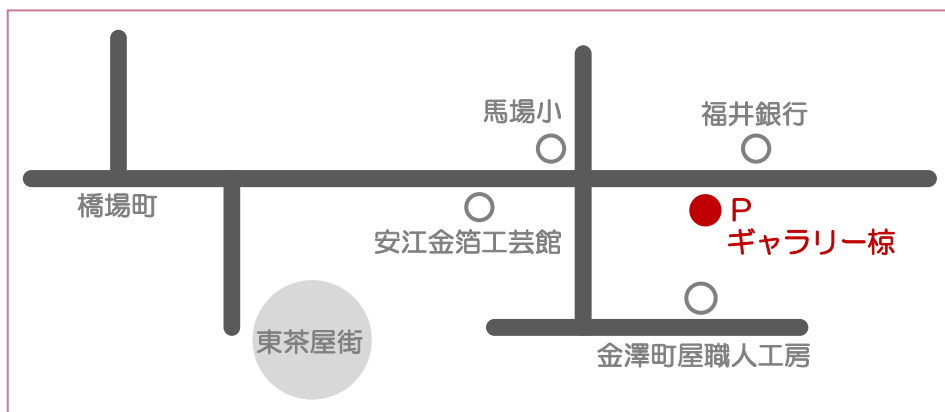 馬場小
福井銀行
橋場町
P
安江金箔工芸館
ギャラリー椋
東茶屋街
金澤町屋職人工房